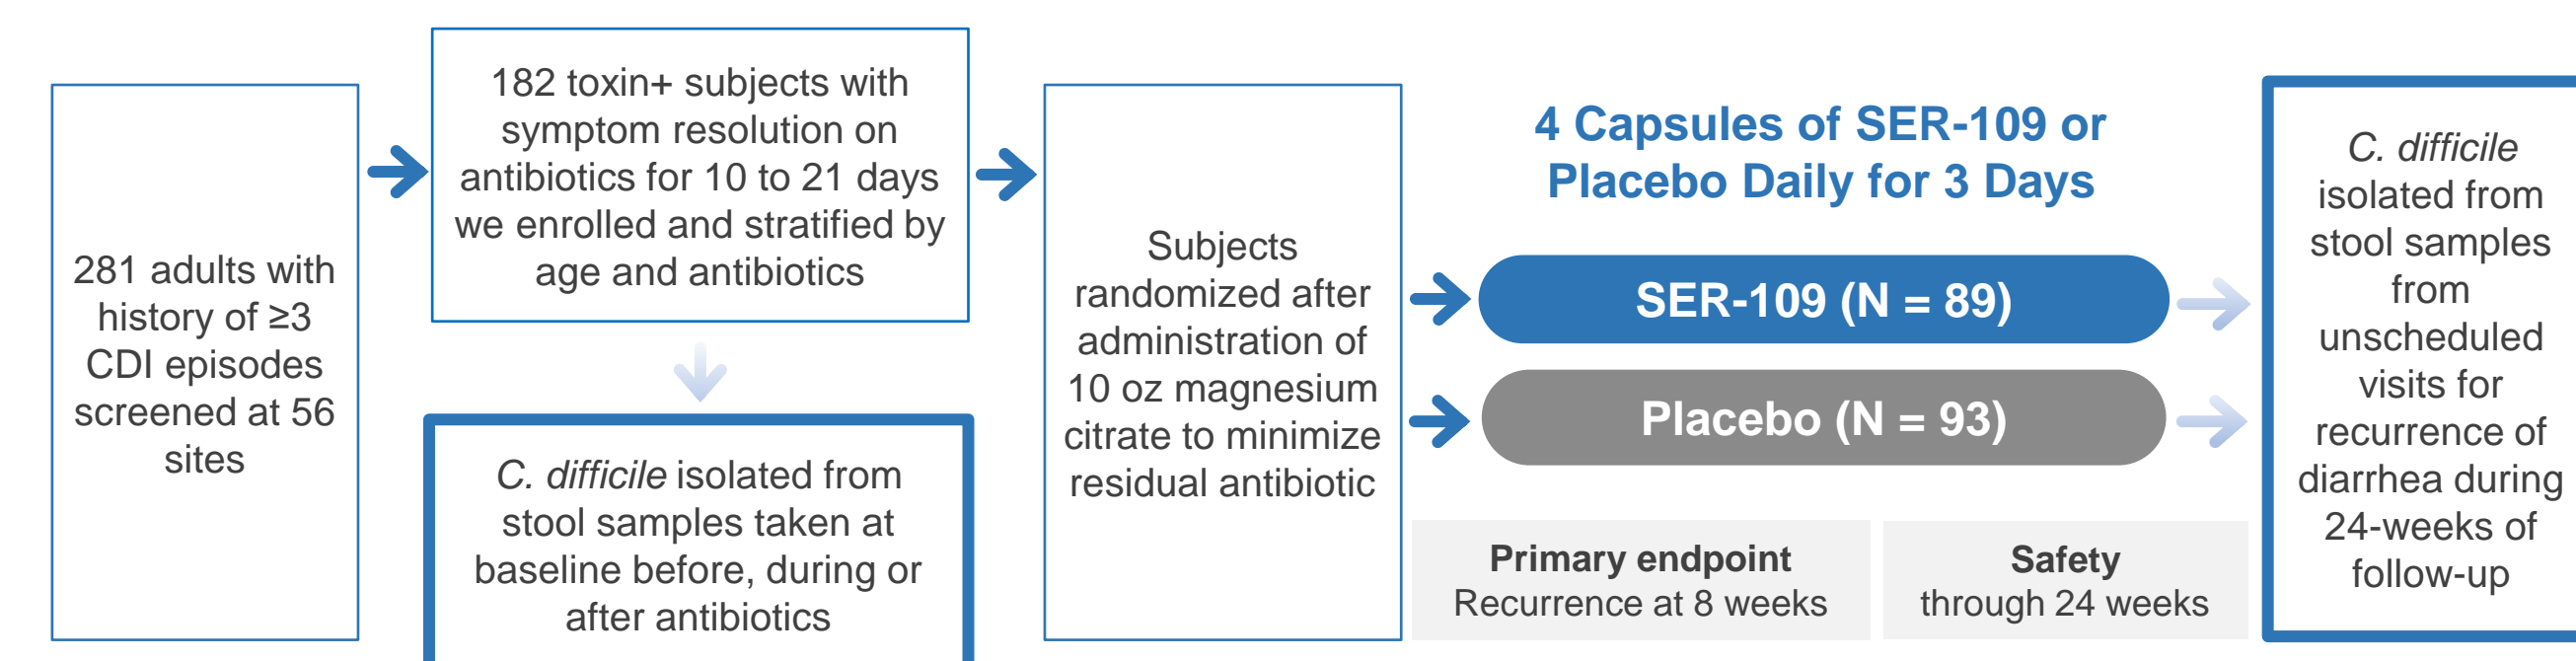 281 adults with
history of ≥3
CDI episodes
screened at 56
sites
182 toxin+ subjects with
symptom resolution on
antibiotics for 10 to 21 days
we enrolled and stratified by
age and antibiotics
C. difficile isolated from
stool samples taken at
baseline before, during or
after antibiotics
Subjects
randomized after
administration of
10 oz magnesium
citrate to minimize
residual antibiotic
4 Capsules of SER-109 or
Placebo Daily for 3 Days
SER-109 (N = 89)
Placebo (N = 93)
Primary endpoint
Recurrence at 8 weeks
Safety
through 24 weeks
C. difficile
isolated from
stool samples
from
unscheduled
visits for
recurrence of
diarrhea during
24-weeks of
follow-up